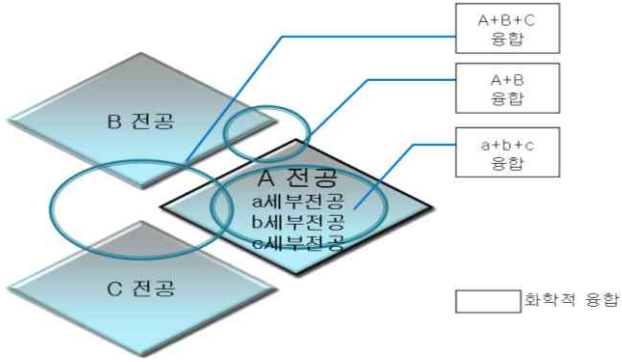 A+B+C
융합
A+B
융합
a+b+c
융합
B 전공
A 전공
a세부전공
b세부전공
c세부전공
C 전공
화학적 융합